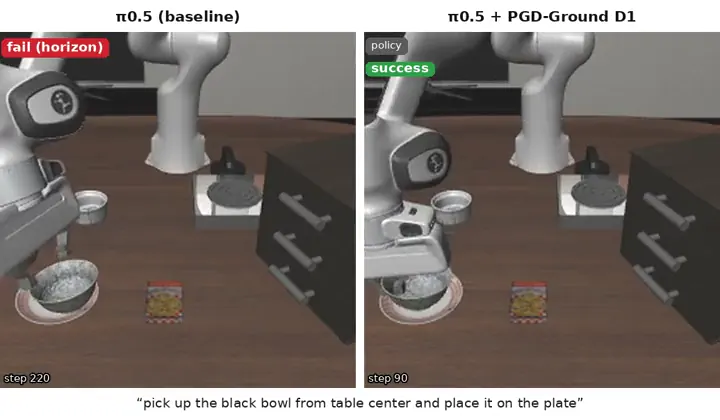 π0.5 (baseline)
π0.5 + PGD-Ground D1
fail (horizon)
policy
success
step 220
step 90
“pick up the black bowl from table center and place it on the plate”